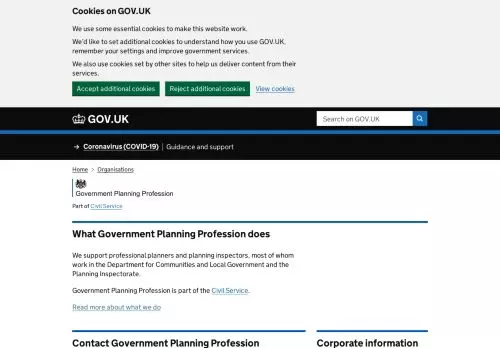 Cookies on GOV.UK
We use some essential cookies to make this website work.
We'd like to set additional cookies to understand how you use GOV.UK,
remember your settings and improve government services.
We also use cookies set by other sites to help us deliver content from their
services.
Accept additional cookies Reject additional cookies View cookies
GOV.UK Search on GOV.UK
→ Coronavirus (COVID-19) Guidance and support
Home > Organisations
Government Planning Profession
Part of Civil Service
What Government Planning Profession does
We support professional planners and planning inspectors, most of whom
work in the Department for Communities and Local Government and the
Planning Inspectorate.
Government Planning Profession is part of the Civil Service.
Read more about what we do
Contact Government Planning Profession Corporate information